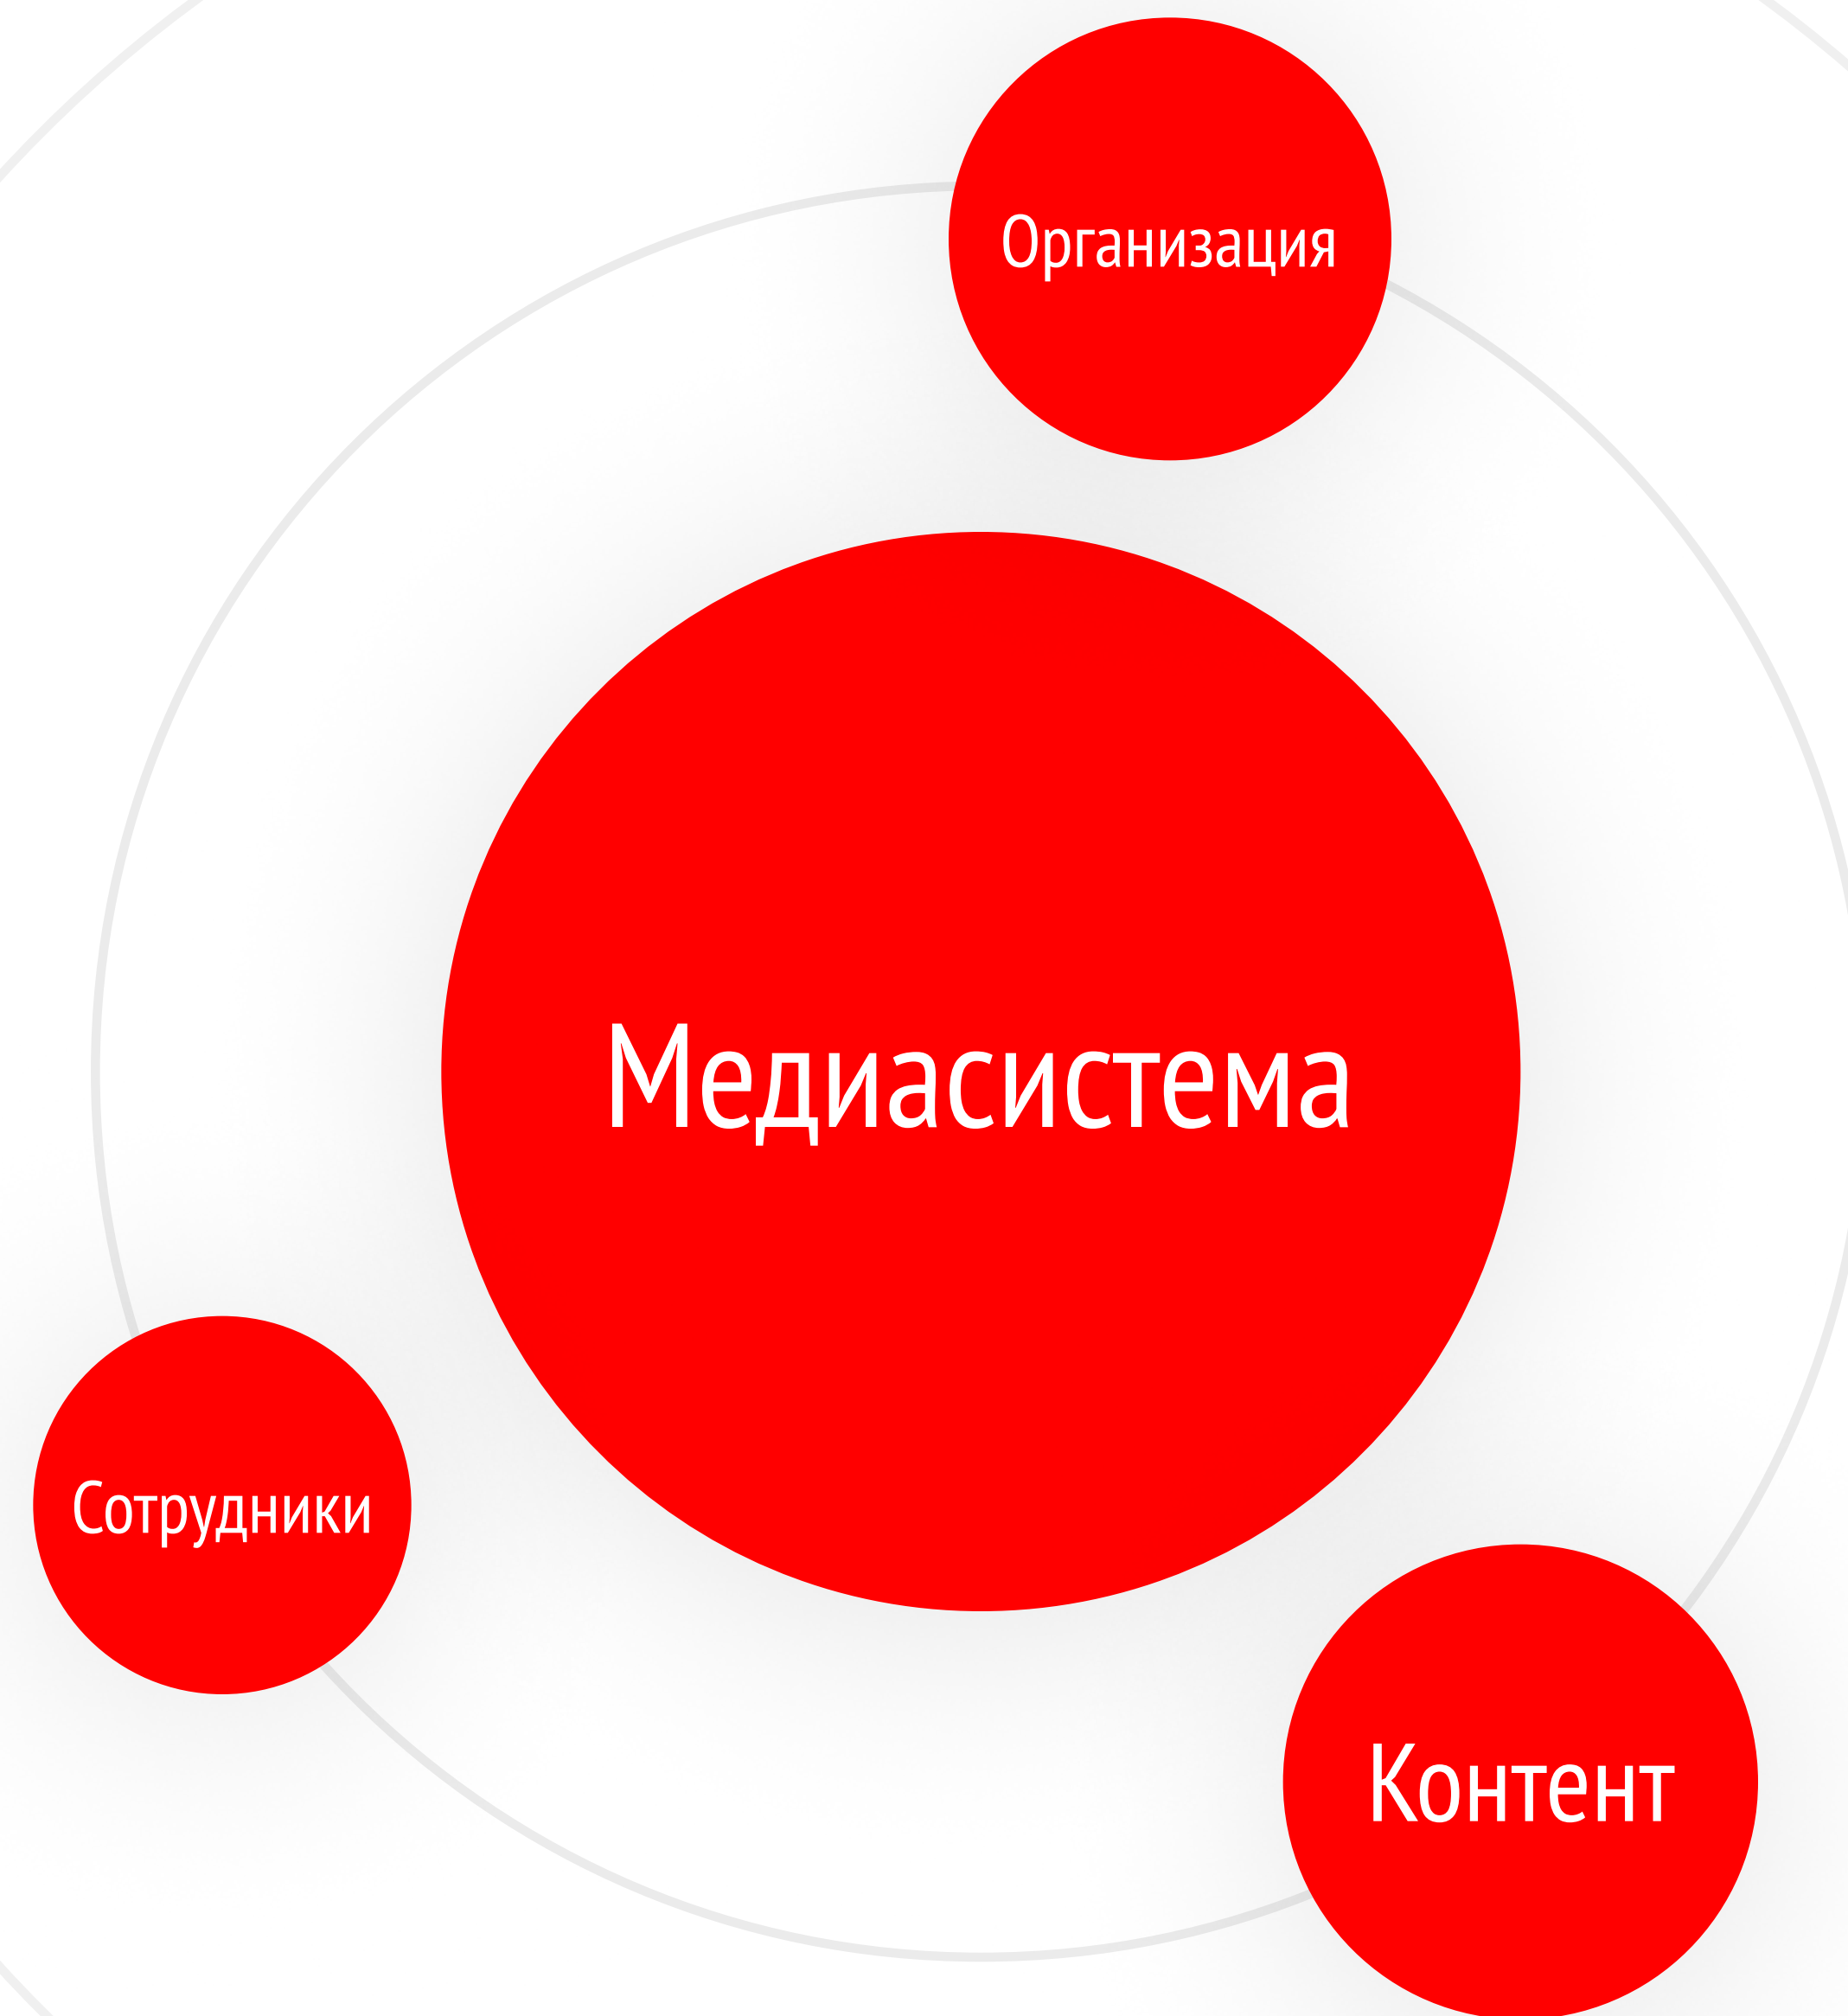 Организация
Медиасистема
Сотрудники
Контент